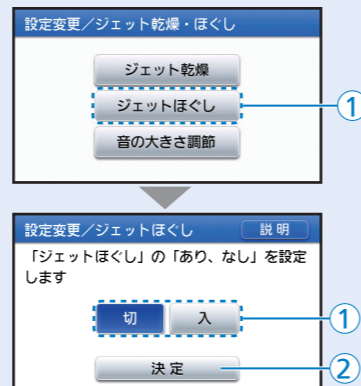 設定変更／ジェット乾燥・ほぐし
ジェット乾燥
ジェットほぐし
①
音の大きさ調節
設定変更／ジェットほぐし 説明
「ジェットほぐし」の「あり、なし」を設定
します
切 入
①
決定
②